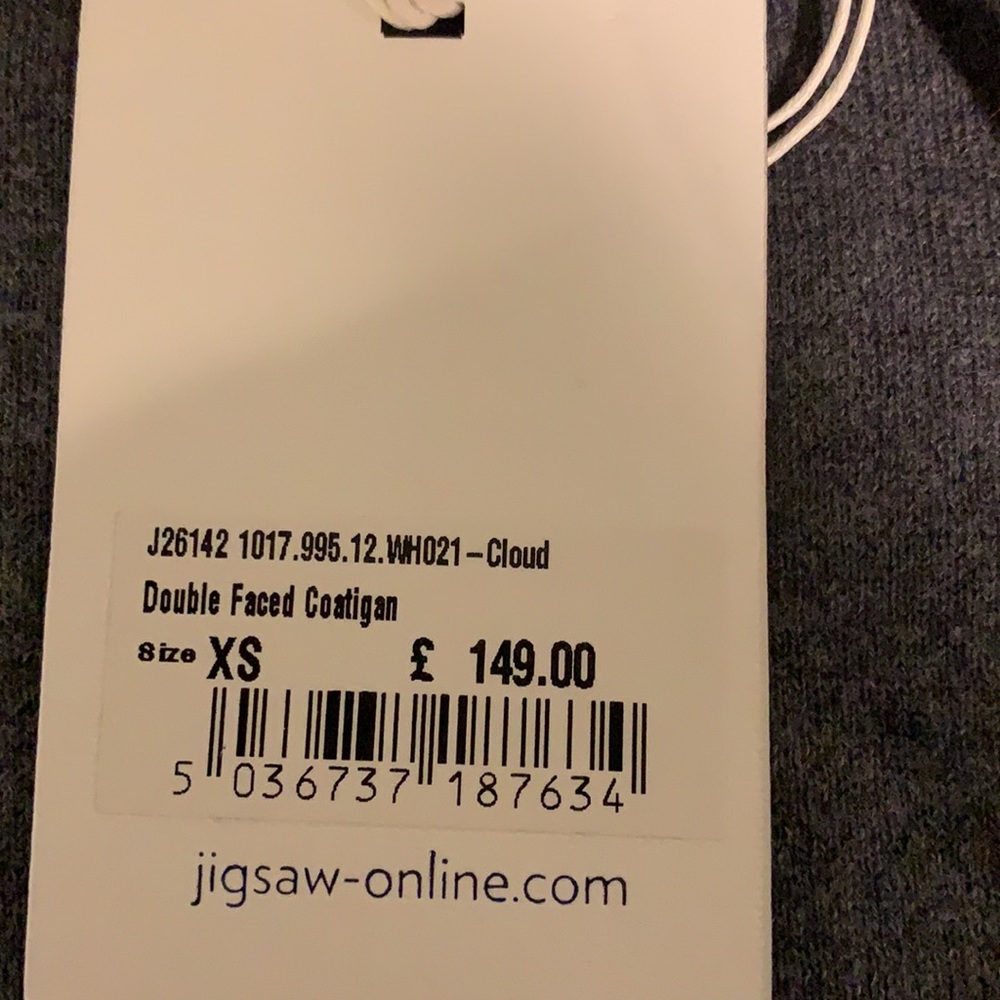 J26142 1017.995.12.WH021-Cloud
Double Faced Coatigan
Size XS £ 149.00
5 036737 187634
jigsaw-online.com